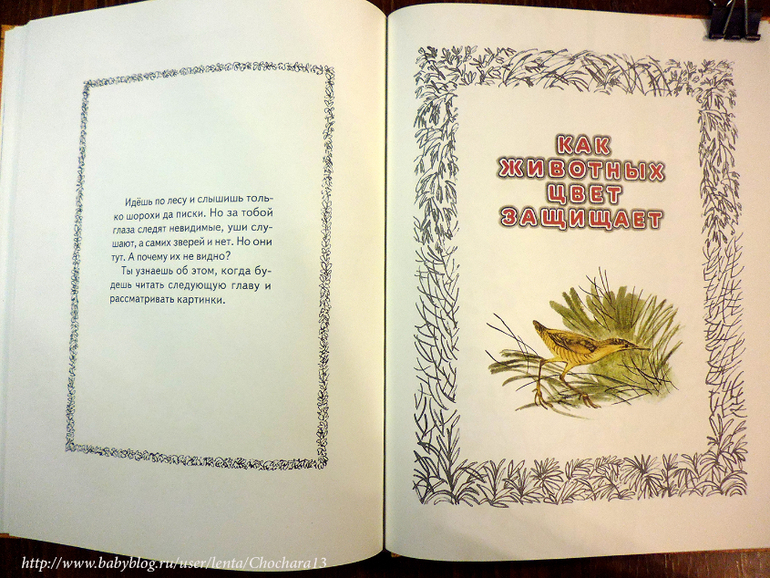 Идёшь по лесу и слышишь толь-
ко шорохи да писки. Но за тобой
глаза следят невидимые, уши слу-
шают, а самих зверей и нет. Но они
тут. А почему их не видно?
Ты узнаешь об этом, когда бу-
дешь читать следующую главу и
рассматривать картинки.
КАК
ЖИВОТНЫХ
ЦВЕТ
ЗАЩИЩАЕТ
http://www.babyblog.ru/user/lenta/Chochara13